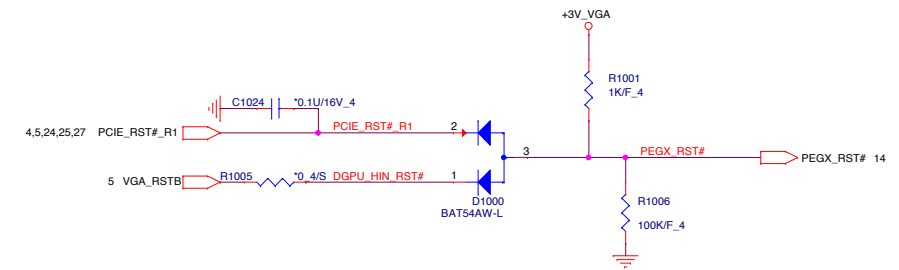 +3V_VGA
R1001
1K/F_4
C1024 *0.1U/16V_4
4,5,24,25,27 PCIE_RST#_R1 PCIE_RST#_R1 2
3 PEGX_RST# PEGX_RST# 14
5 VGA_RSTB R1005 *0_4/S DGPU_HIN_RST# 1
D1000
BAT54AW-L
R1006
100K/F_4